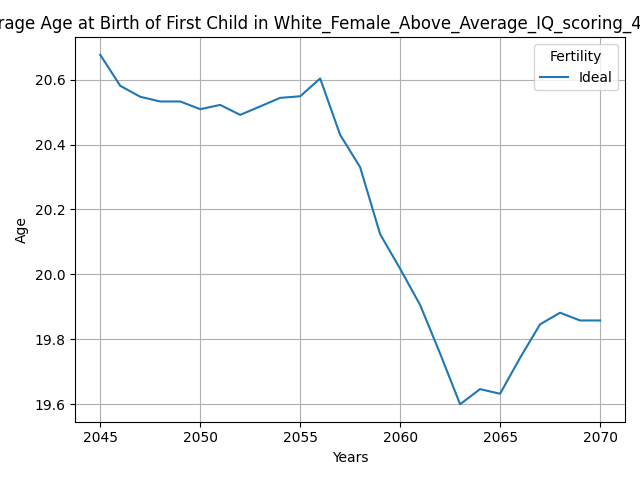 rage Age at Birth of First Child in White_Female_Above_Average_IQ_scoring_4
Fertility
Ideal
Age
20.6
20.4
20.2
20.0
19.8
19.6
2045
2050
2055
2060
2065
2070
Years